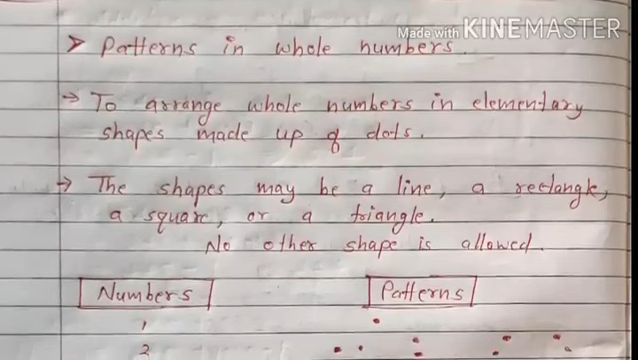 Made with KINEMASTER
➤ Patterns in whole numbers.
→ To arrange whole numbers in elementary
shapes made up of dots.
→ The shapes may be a line, a rectangle,
a square, or a triangle.
No other shape is allowed.
Numbers Patterns
1
2